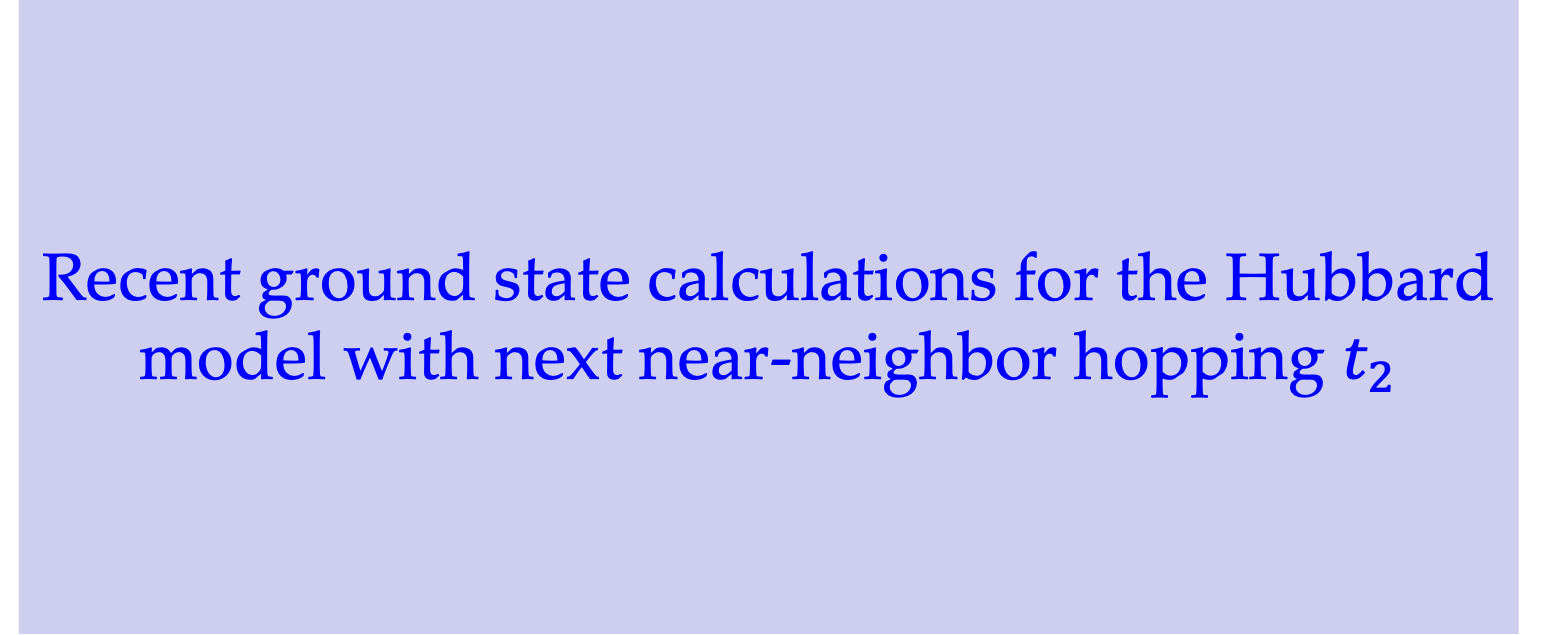 Recent ground state calculations for the Hubbard
model with next near-neighbor hopping t₂